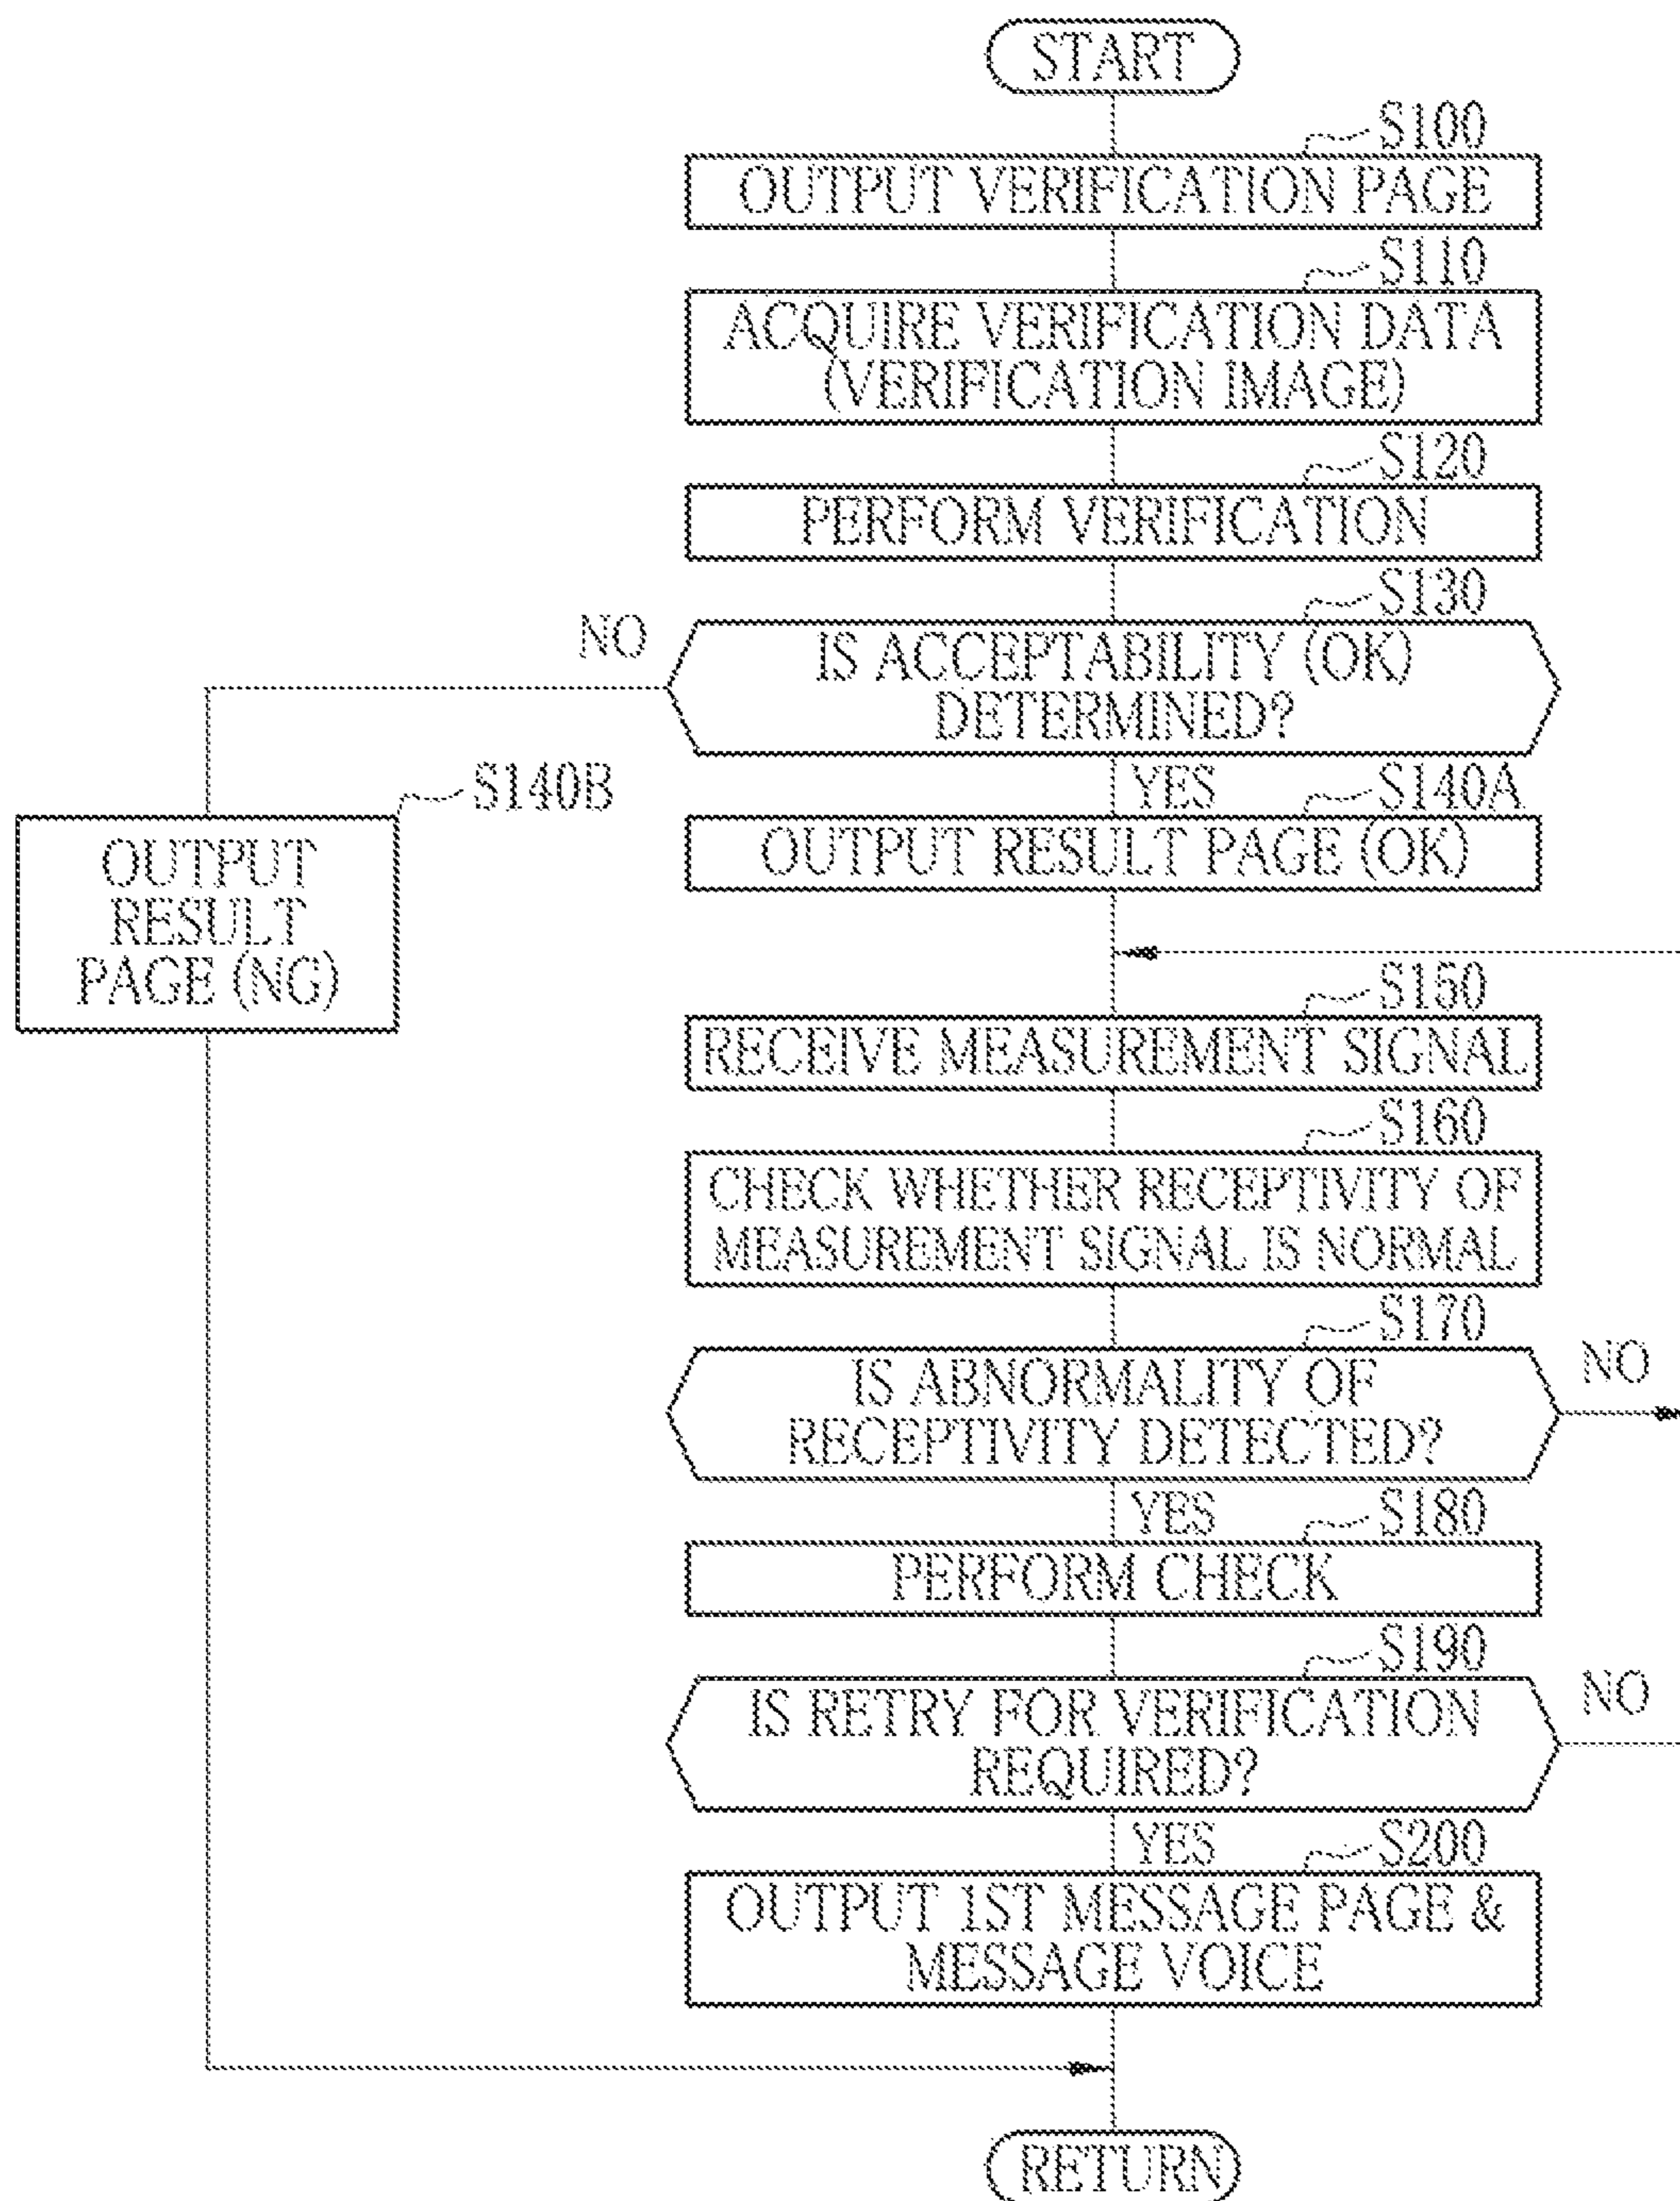 START
S100
OUTPUT VERIFICATION PAGE
S110
ACQUIRE VERIFICATION DATA
(VERIFICATION IMAGE)
S120
PERFORM VERIFICATION
S130
NO
IS ACCEPTABILITY (OK)
DETERMINED?
YES
S140A
S140B
OUTPUT RESULT PAGE (OK)
OUTPUT
RESULT
PAGE (NG)
S150
RECEIVE MEASUREMENT SIGNAL
S160
CHECK WHETHER RECEPTIVITY OF
MEASUREMENT SIGNAL IS NORMAL
S170
IS ABNORMALITY OF
RECEPTIVITY DETECTED?
NO
YES
S180
PERFORM CHECK
S190
IS RETRY FOR VERIFICATION
REQUIRED?
NO
YES
S200
OUTPUT 1ST MESSAGE PAGE &
MESSAGE VOICE
RETURN